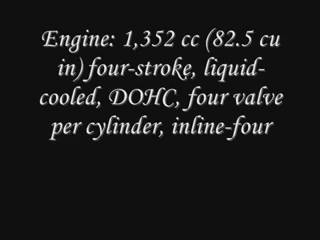 Engine: 1,352 cc (82.5 cu
in) four-stroke, liquid-
cooled, DOHC, four valve
per cylinder, inline-four